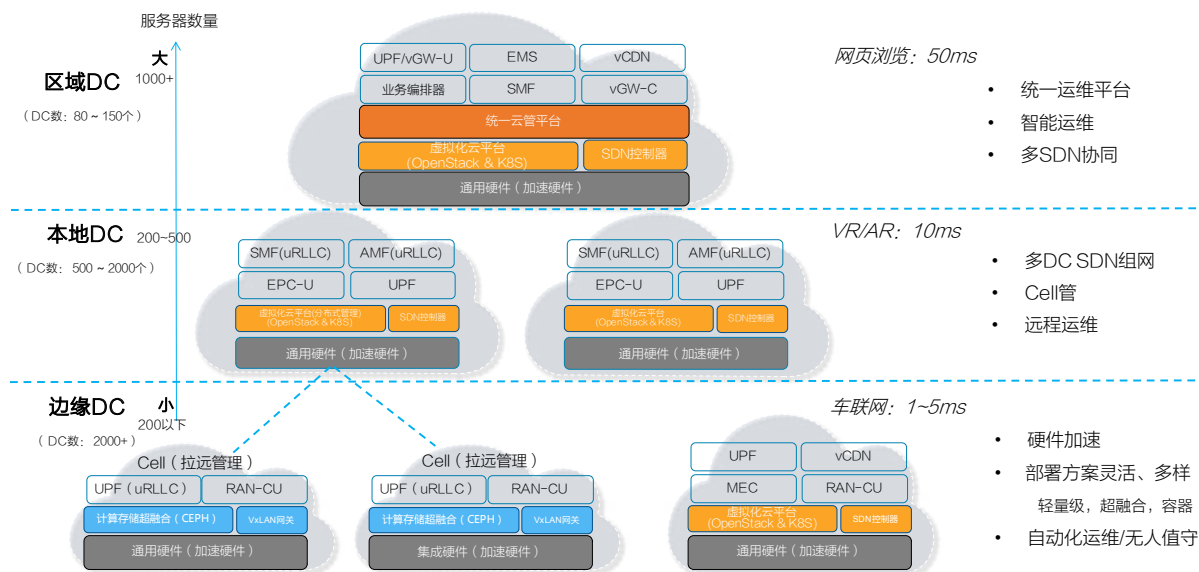 服务器数量
大
区域DC
1000+
（DC数：80 ~ 150个）
UPF/vGW-U
EMS
vCDN
业务编排器
SMF
vGW-C
统一云管平台
虚拟化云平台
(OpenStack & K8S)
SDN控制器
通用硬件（加速硬件）
网页浏览：50ms
• 统一运维平台
• 智能运维
• 多SDN协同
本地DC
200~500
（DC数：500 ~ 2000个）
SMF(uRLLC)
AMF(uRLLC)
EPC-U
UPF
虚拟化云平台(分布式管理)
(OpenStack & K8S)
SDN控制器
通用硬件（加速硬件）
SMF(uRLLC)
AMF(uRLLC)
EPC-U
UPF
虚拟化云平台
(OpenStack & K8S)
SDN控制器
通用硬件（加速硬件）
VR/AR：10ms
• 多DC SDN组网
• Cell管
• 远程运维
边缘DC
小
200以下
（DC数：2000+）
Cell（拉远管理）
UPF（uRLLC）
RAN-CU
计算存储超融合（CEPH）
VxLAN网关
通用硬件（加速硬件）
Cell（拉远管理）
UPF（uRLLC）
RAN-CU
计算存储超融合（CEPH）
VxLAN网关
集成硬件（加速硬件）
UPF
vCDN
MEC
RAN-CU
虚拟化云平台
(OpenStack & K8S)
SDN控制器
通用硬件（加速硬件）
车联网：1~5ms
• 硬件加速
• 部署方案灵活、多样
轻量级，超融合，容器
• 自动化运维/无人值守